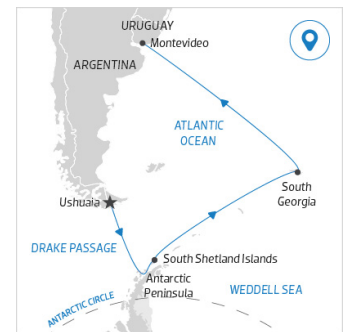 URUGUAY
Montevideo
ARGENTINA
ATLANTIC
OCEAN
South
Georgia
Ushuaia
DRAKE PASSAGE
South Shetland Islands
Antarctic
Peninsula
WEDDELL SEA
ANTARCTIC CIRCLE